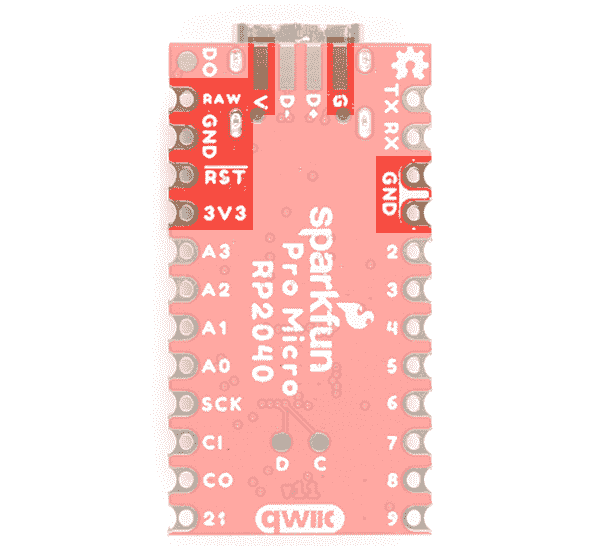 DO
V
D-
D+
G
RAW
TX
GND
RX
RST
GND
3V3
A3
2
A2
3
A1
4
A0
5
SCK
6
CI
7
CO
8
21
9
sparkfun
Pro Micro
RP2040
D
C
v11
qwiic